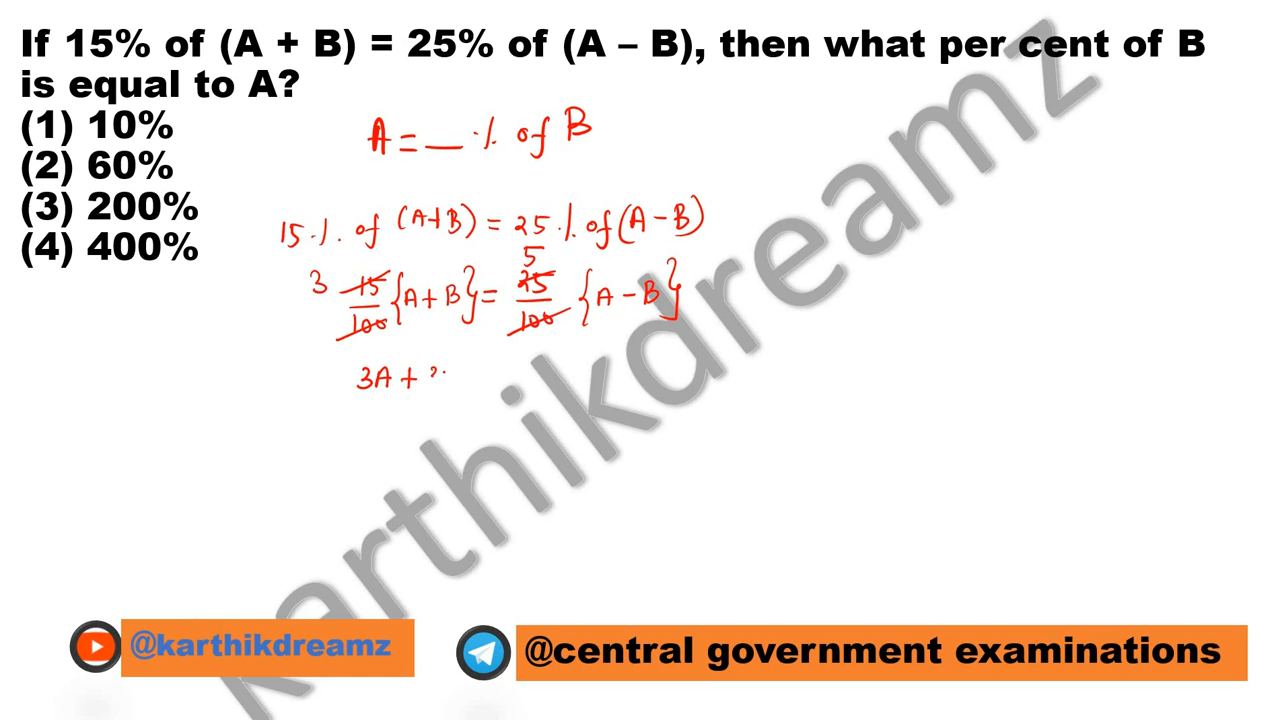 If 15% of (A + B) = 25% of (A – B), then what per cent of B
is equal to A?
(1) 10%
(2) 60%
(3) 200%
(4) 400%
A = __ % of B
15 % of (A+B) = 25 % of (A – B)
5
3 15/100 {A + B} = 25/100 {A – B}
3A +
karthikdreamz
@karthikdreamz
@central government examinations